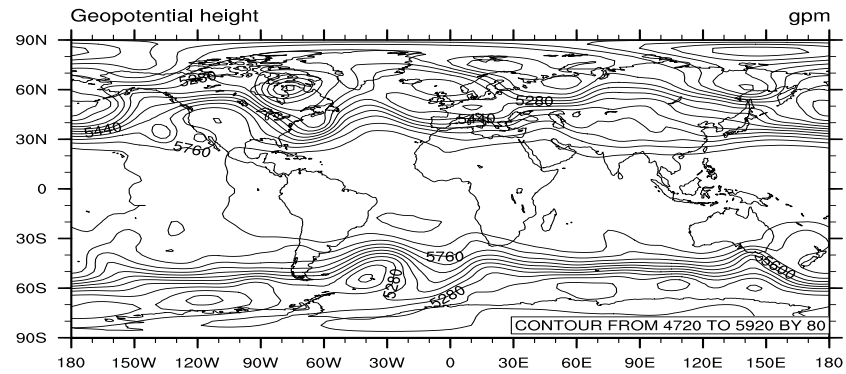 Geopotential height gpm
90N
5280
60N
5280
5440
5440
30N
5760
0
30S
5760
5600
5280
60S
5280
CONTOUR FROM 4720 TO 5920 BY 80
90S
180 150W 120W 90W 60W 30W 0 30E 60E 90E 120E 150E 180